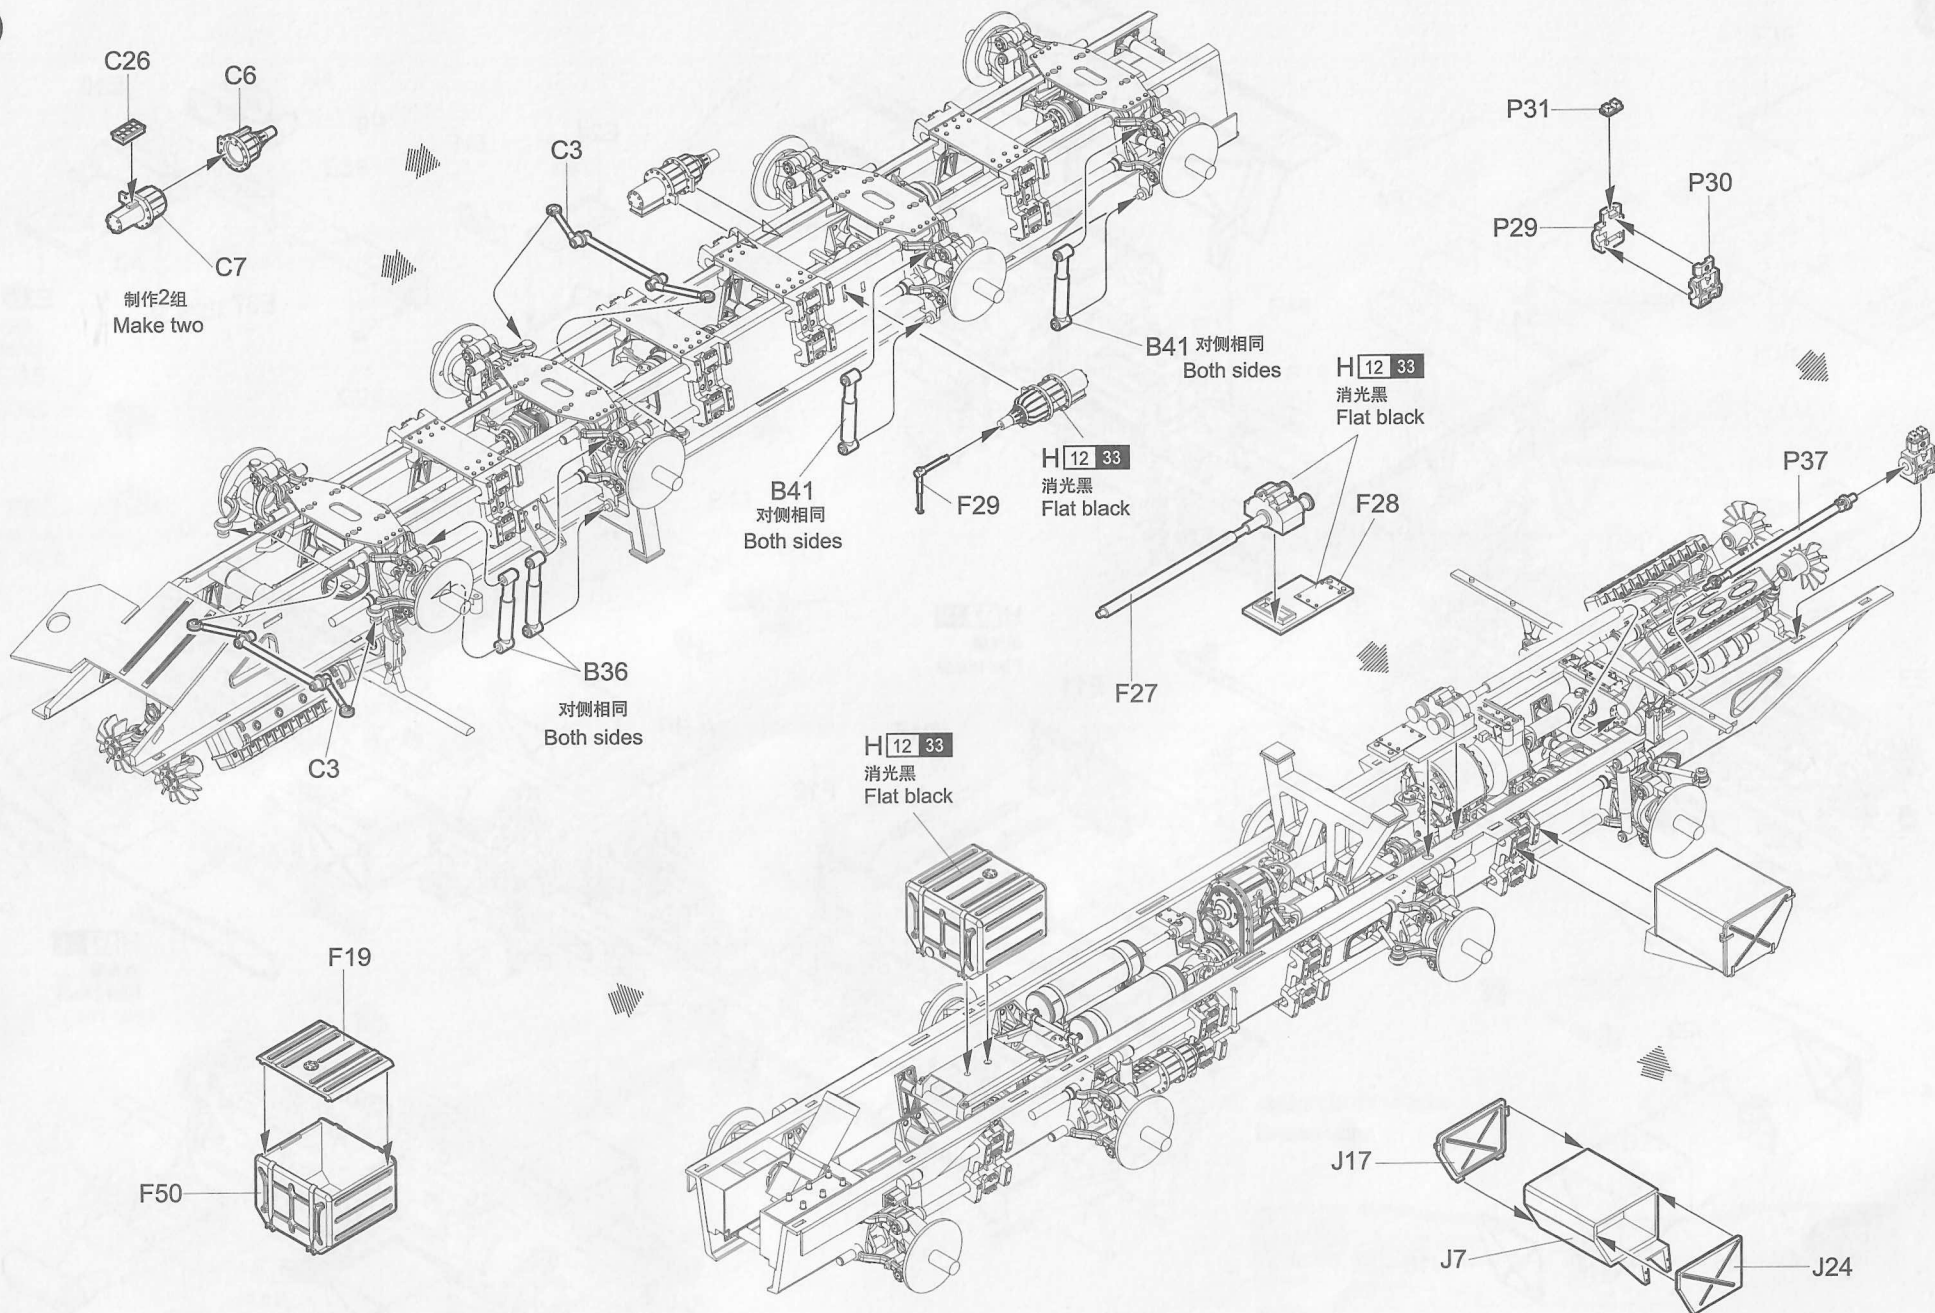 C26
C6
C7
制作2组
Make two
C3
P31
P30
P29
B41 对侧相同
Both sides
H 12 33
消光黑
Flat black
B41
对侧相同
Both sides
F29
H 12 33
消光黑
Flat black
F28
P37
F27
B36
对侧相同
Both sides
C3
H 12 33
消光黑
Flat black
F19
F50
J17
J7
J24